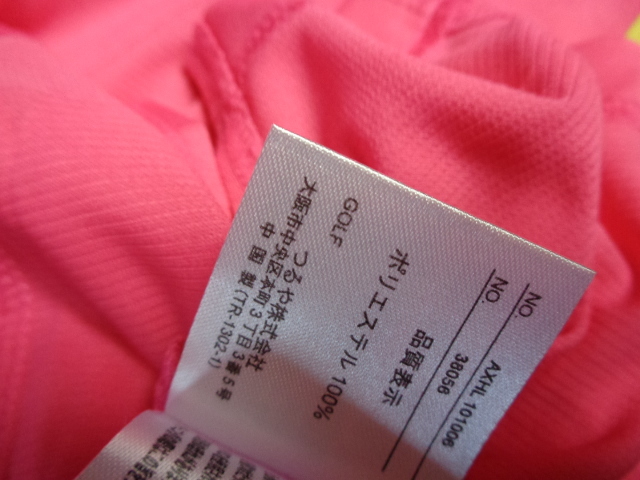 NO. AXHL 101006
NO. 38056
品質表示
ポリエステル 100%
GOLF
つるや株式会社
大阪市中央区本町3丁目3番5号
中国製(TR-1302-1)